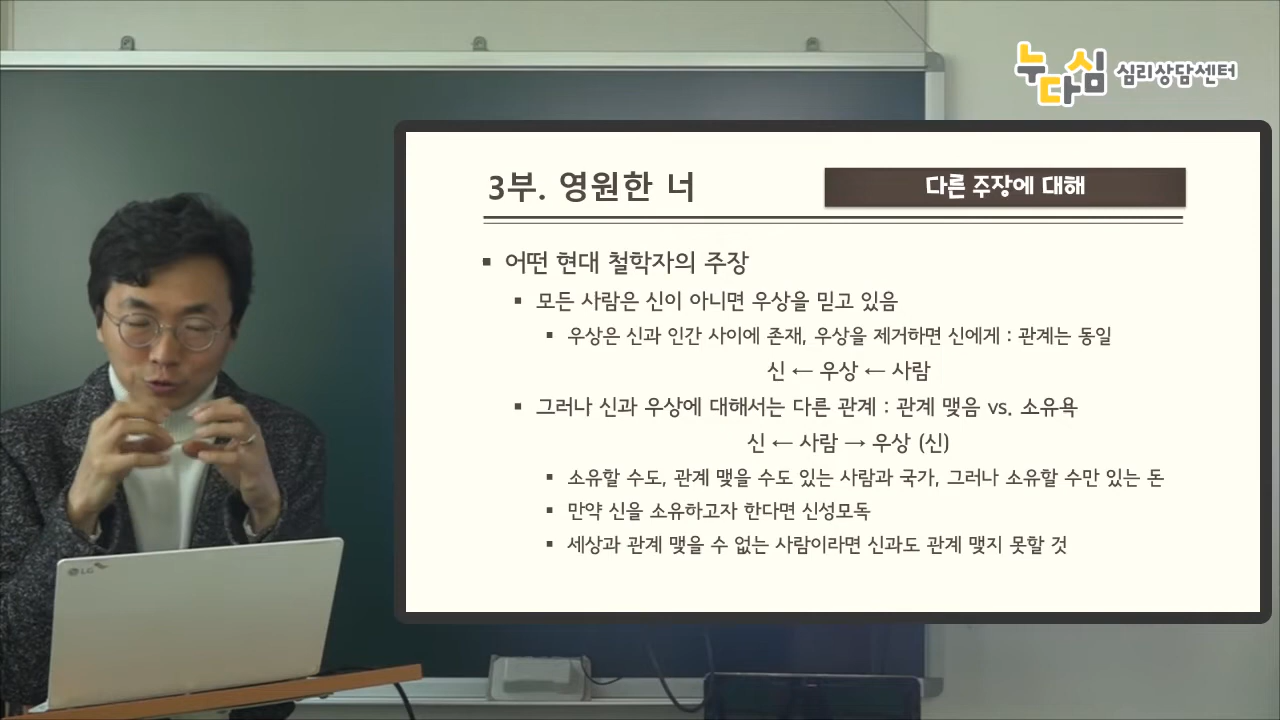 누다심 심리상담센터
3부. 영원한 너
다른 주장에 대해
▪ 어떤 현대 철학자의 주장
▪ 모든 사람은 신이 아니면 우상을 믿고 있음
▪ 우상은 신과 인간 사이에 존재, 우상을 제거하면 신에게 : 관계는 동일
신 ← 우상 ← 사람
▪ 그러나 신과 우상에 대해서는 다른 관계 : 관계 맺음 vs. 소유욕
신 ← 사람 → 우상 (신)
▪ 소유할 수도, 관계 맺을 수도 있는 사람과 국가, 그러나 소유할 수만 있는 돈
▪ 만약 신을 소유하고자 한다면 신성모독
▪ 세상과 관계 맺을 수 없는 사람이라면 신과도 관계 맺지 못할 것
LG